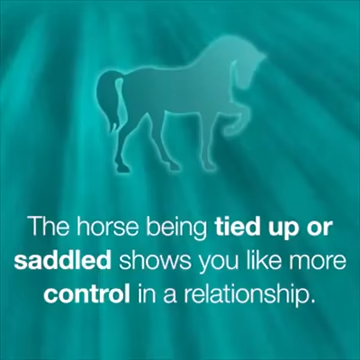 The horse being tied up or
saddled shows you like more
control in a relationship.